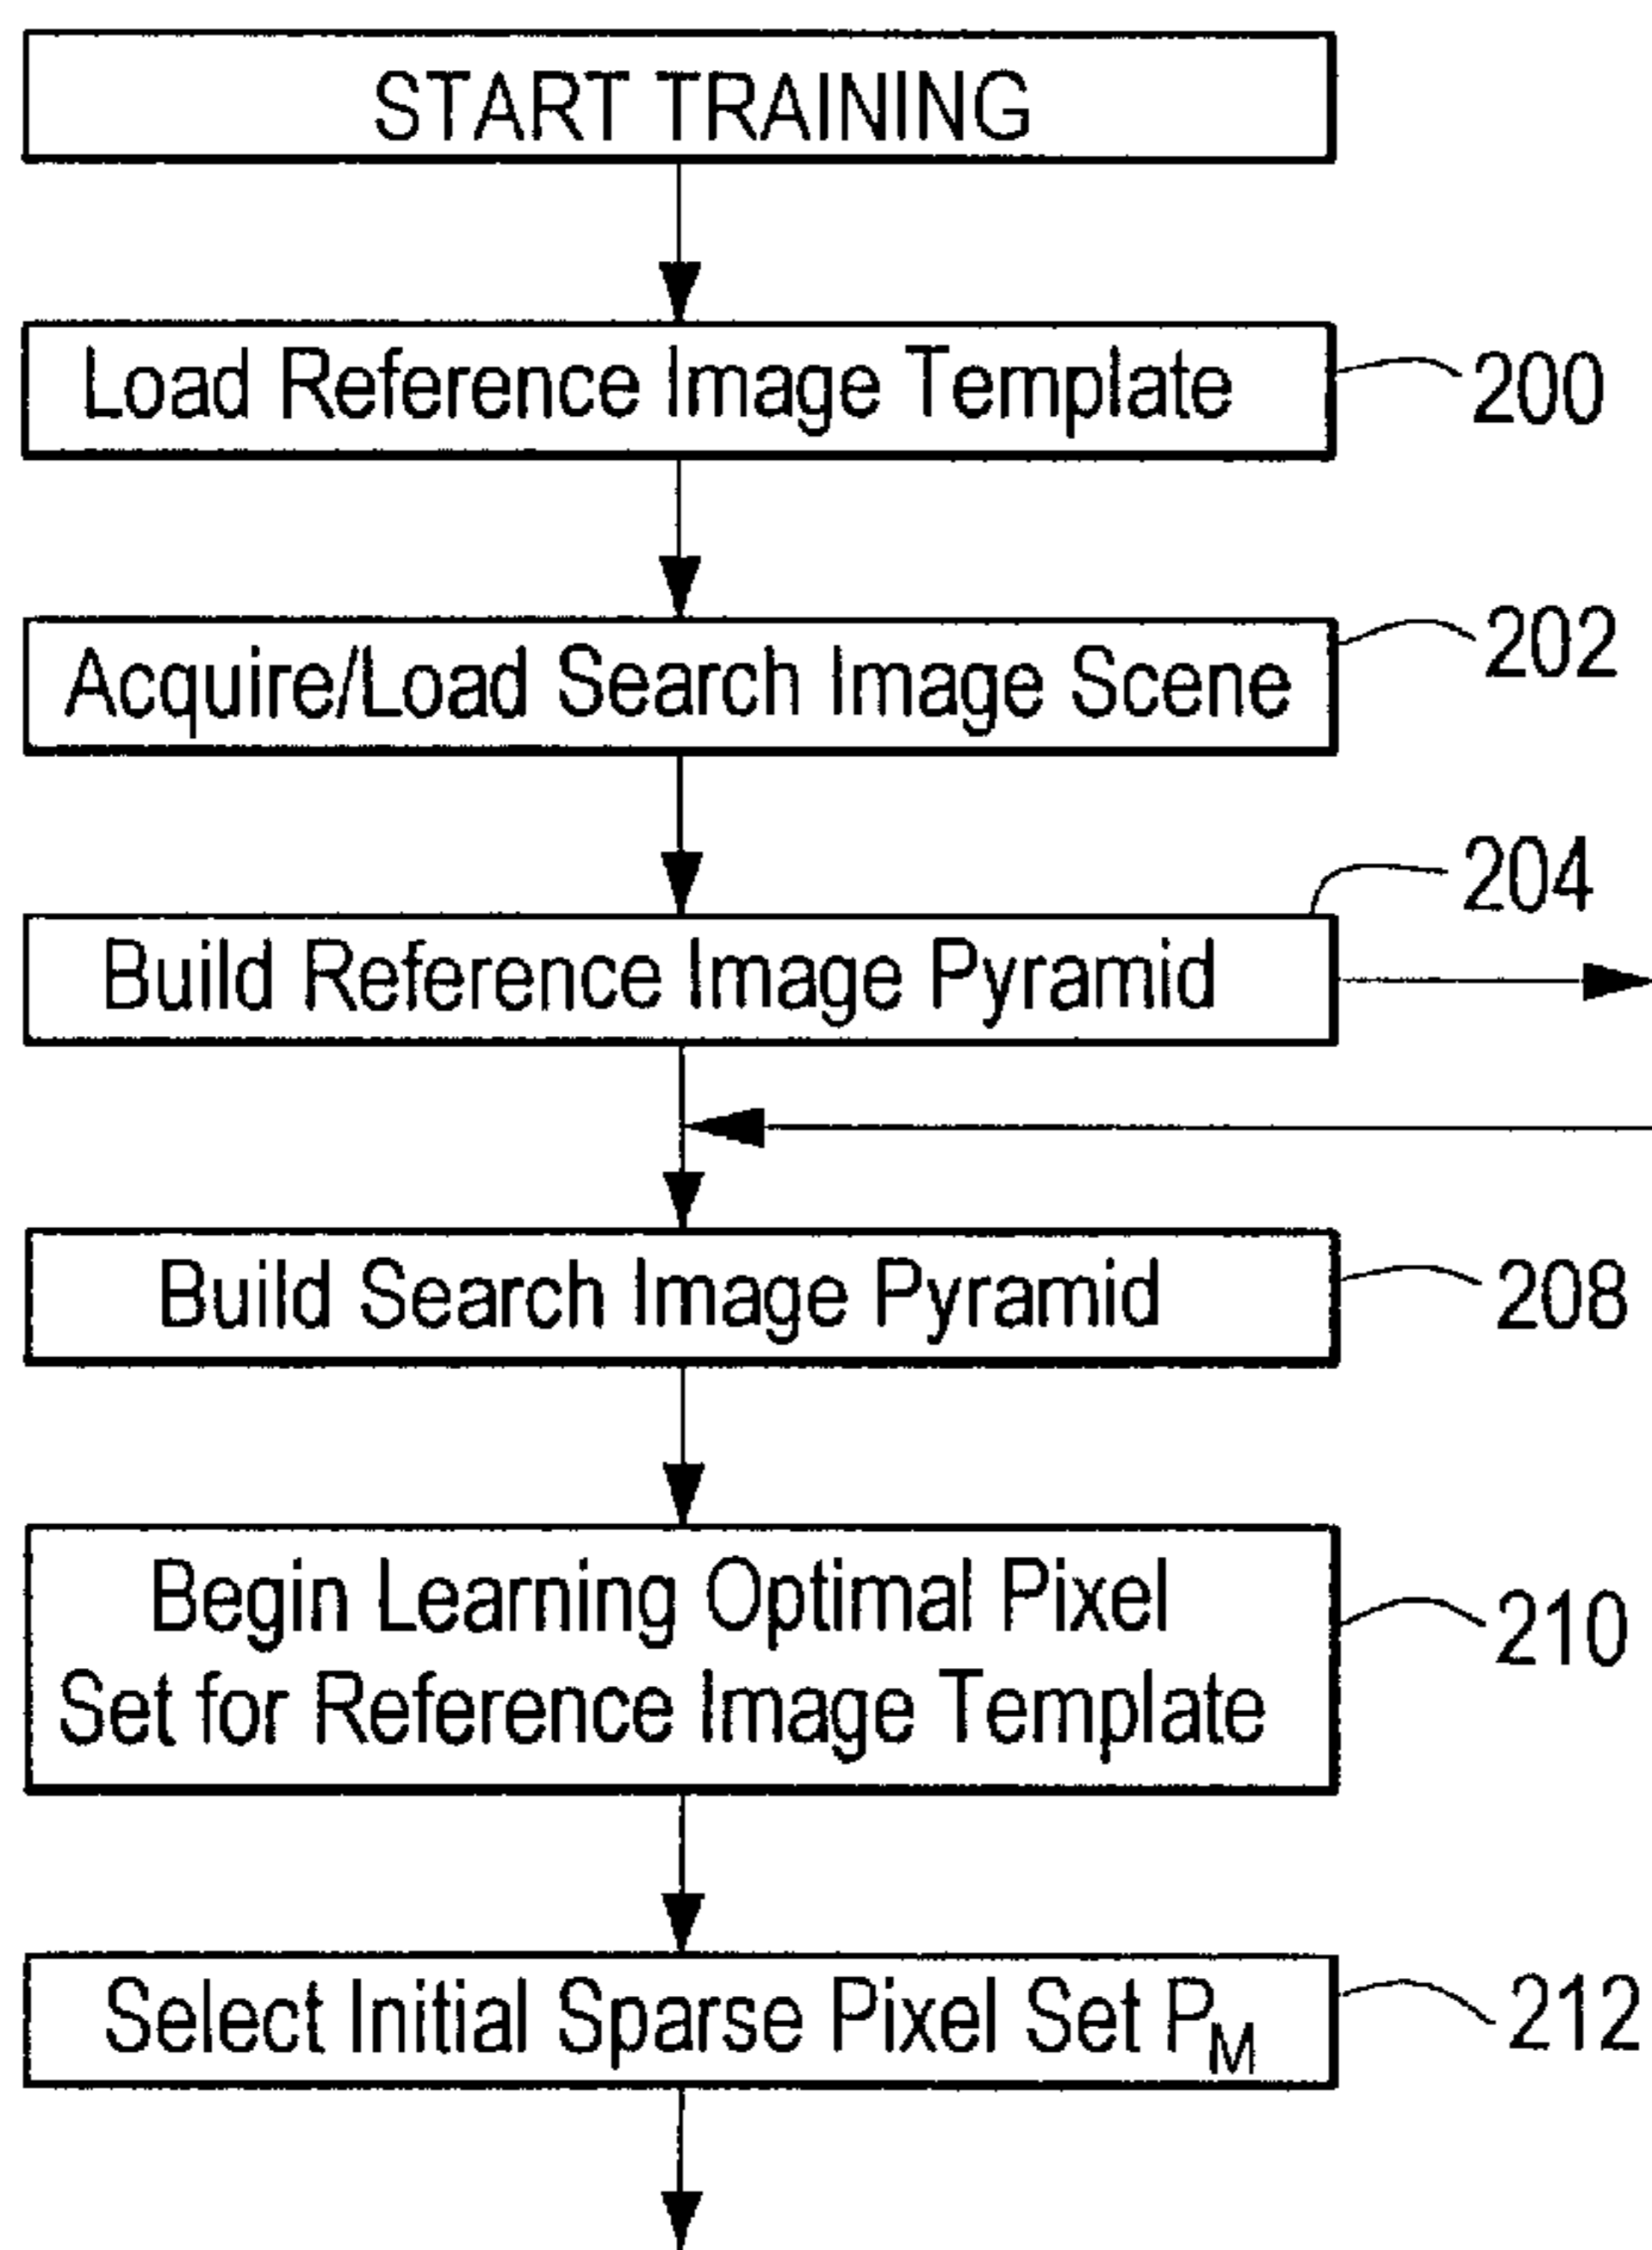 START TRAINING
Load Reference Image Template
200
Acquire/Load Search Image Scene
202
204
Build Reference Image Pyramid
Build Search Image Pyramid
208
Begin Learning Optimal Pixel
Set for Reference Image Template
210
Select Initial Sparse Pixel Set PM
212